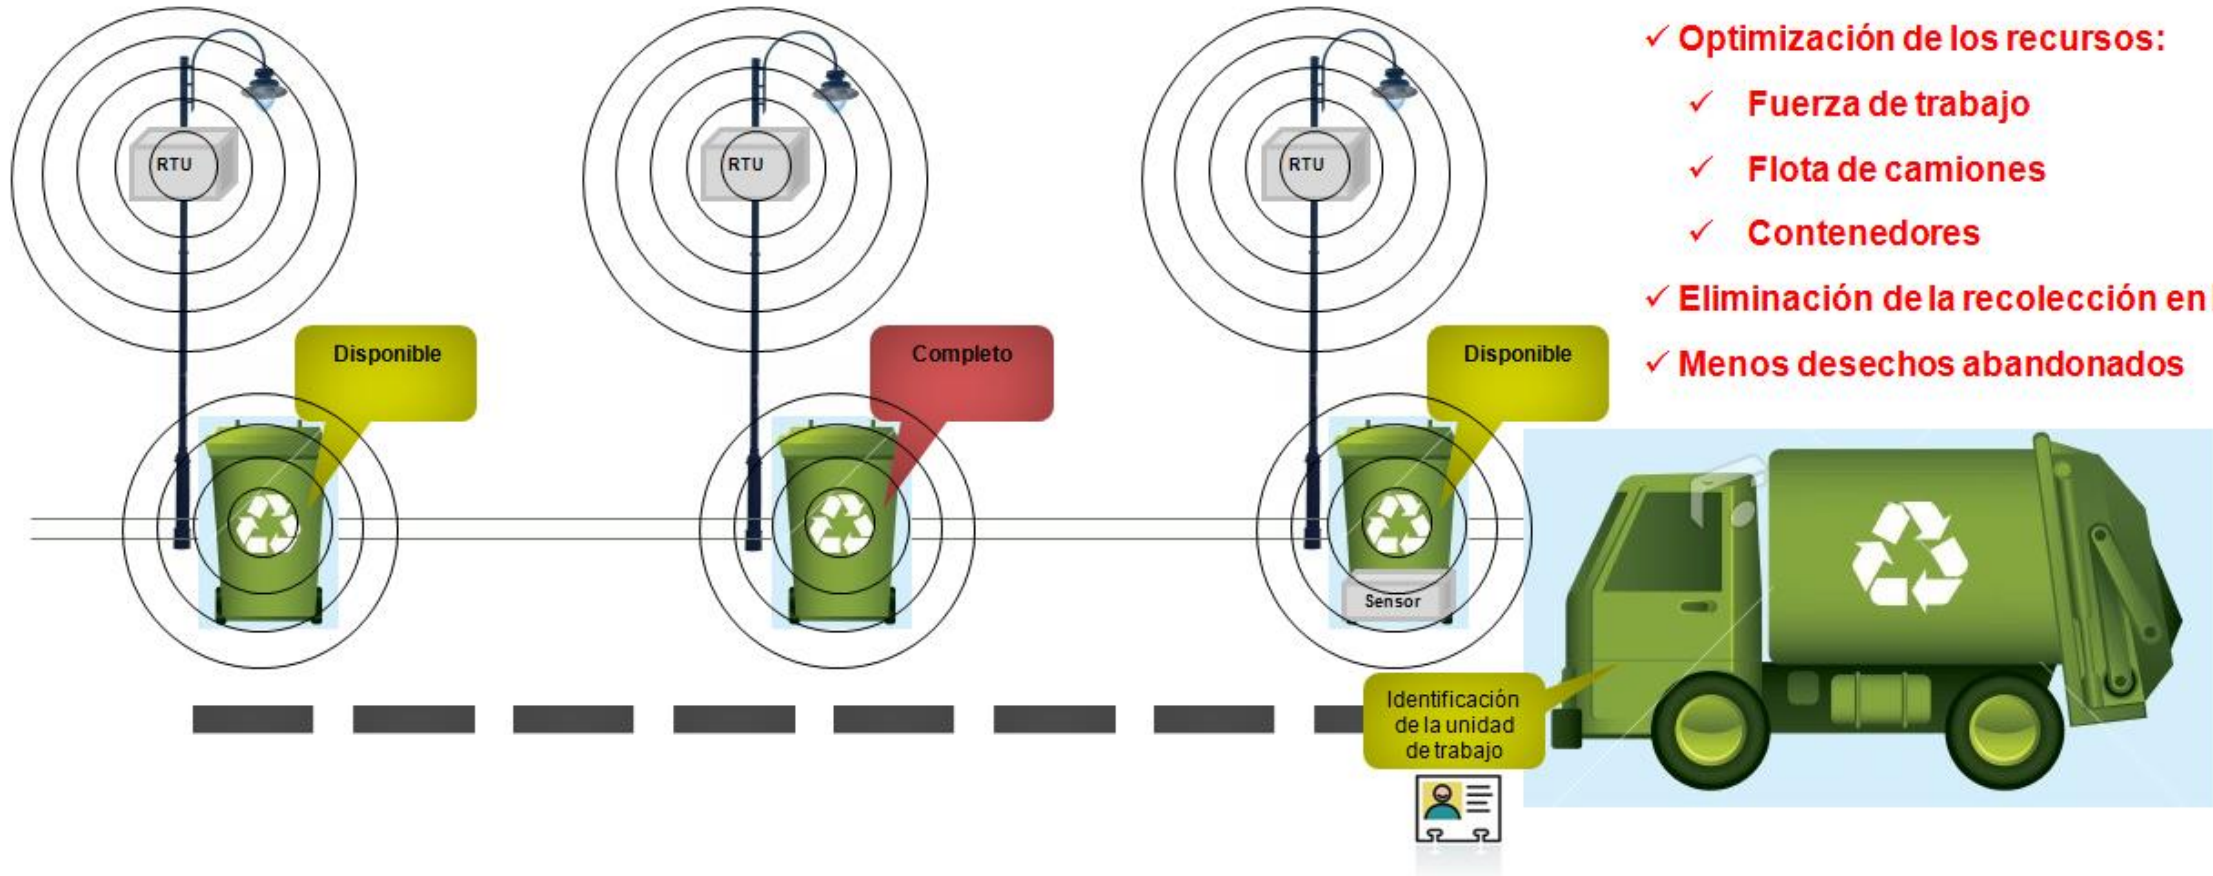 ✓ Optimización de los recursos:
✓ Fuerza de trabajo
✓ Flota de camiones
✓ Contenedores
✓ Eliminación de la recolección en
✓ Menos desechos abandonados
RTU
RTU
RTU
Disponible
Completo
Disponible
Sensor
Identificación
de la unidad
de trabajo